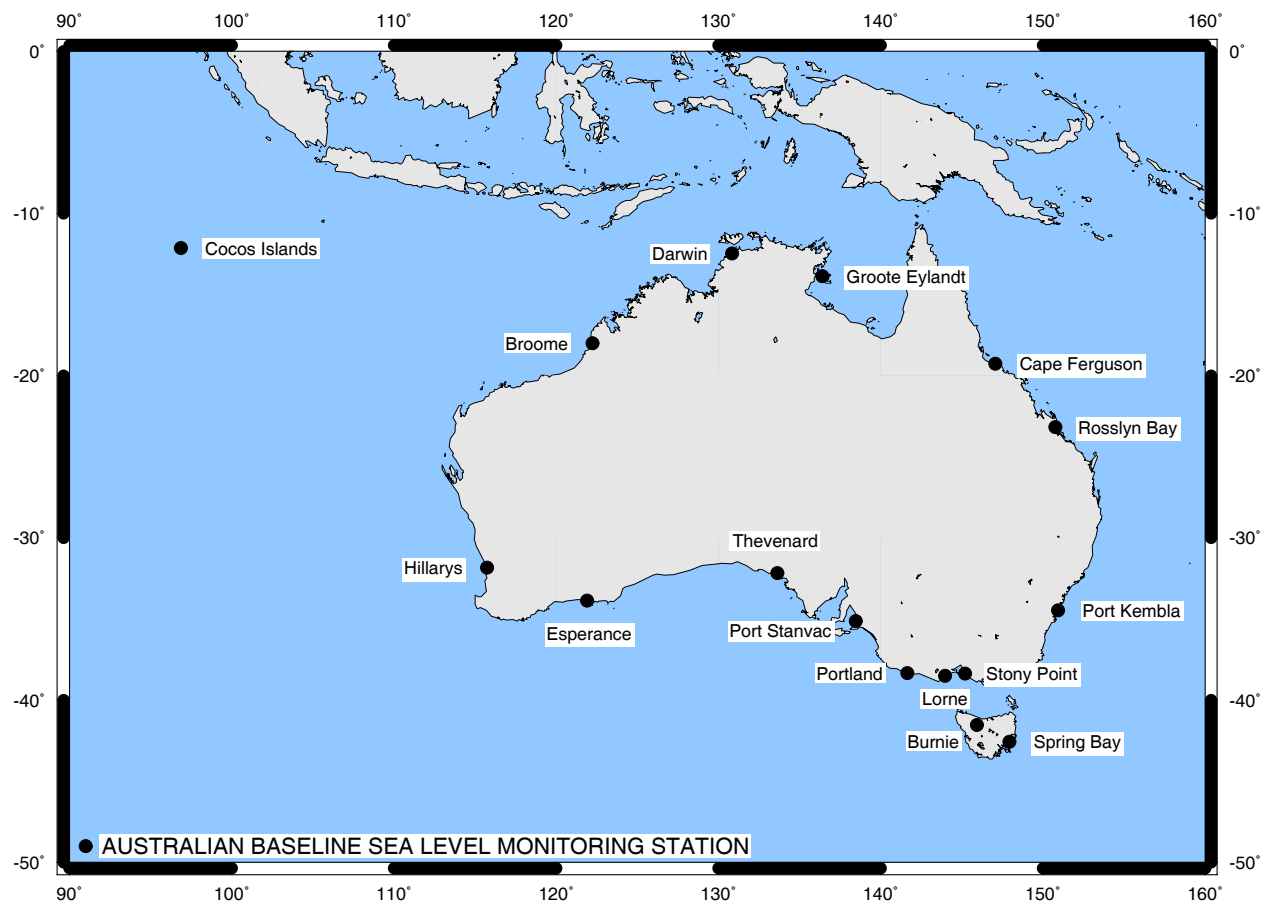 90˚ 100˚ 110˚ 120˚ 130˚ 140˚ 150˚ 160˚
0˚ 0˚
-10˚ -10˚
Cocos Islands
Darwin
Groote Eylandt
Broome
Cape Ferguson
-20˚ -20˚
Rosslyn Bay
-30˚ -30˚
Thevenard
Hillarys
Port Kembla
Esperance
Port Stanvac
Portland
Stony Point
Lorne
-40˚ -40˚
Burnie
Spring Bay
AUSTRALIAN BASELINE SEA LEVEL MONITORING STATION
-50˚ -50˚
90˚ 100˚ 110˚ 120˚ 130˚ 140˚ 150˚ 160˚